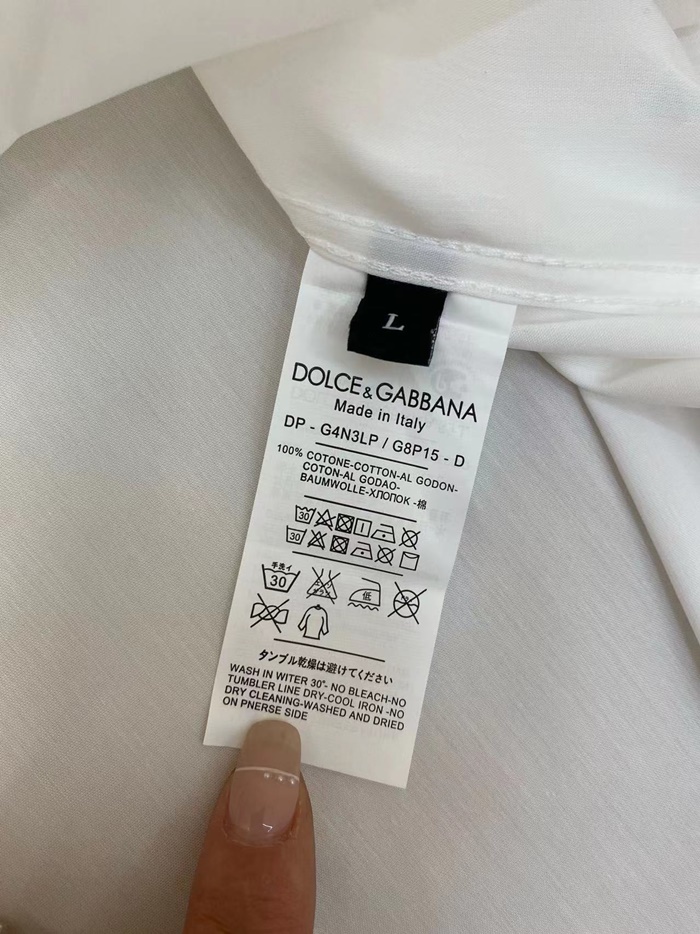 L
DOLCE&GABBANA
Made in Italy
DP - G4N3LP / G8P15 - D
100% COTONE-COTTON-AL GODON-
COTON-AL GODAO-
BAUMWOLLE-ХЛОПОК -棉
30
30
手洗イ
30
低
タンブル乾燥は避けてください
WASH IN WITER 30°- NO BLEACH-NO
TUMBLER LINE DRY-COOL IRON -NO
DRY CLEANING-WASHED AND DRIED
ON PNERSE SIDE